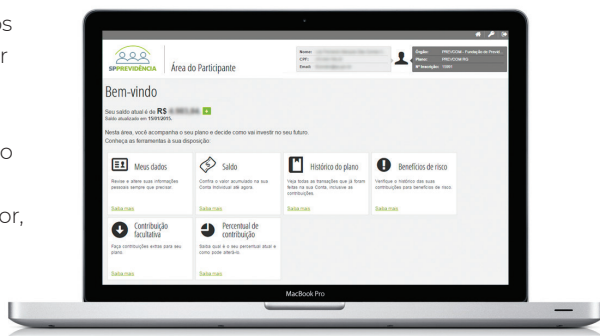 os
r
o
or,
SPPREVIDÊNCIA
Área do Participante
Nome:
CPF:
Email:
Órgão: PREVCOM - Fundação de Previ...
Plano: PREVCOM RG
Nº Inscrição:
Bem-vindo
Seu saldo atual é de R$
Saldo atualizado em 15/01/2015.
Nesta área, você acompanha o seu plano e decide como vai investir no seu futuro.
Conheça as ferramentas à sua disposição:
Meus dados
Revise e altere suas informações pessoais sempre que precisar.
Saiba mais
Saldo
Confira o valor acumulado na sua Conta Individual até agora.
Saiba mais
Histórico do plano
Veja todas as transações que já foram feitas na sua Conta, inclusive as contribuições.
Saiba mais
Benefícios de risco
Verifique o histórico das suas contribuições para benefícios de risco.
Saiba mais
Contribuição facultativa
Faça contribuições extras para seu plano.
Saiba mais
Percentual de contribuição
Saiba qual é o seu percentual atual e como pode alterá-lo.
Saiba mais
MacBook Pro